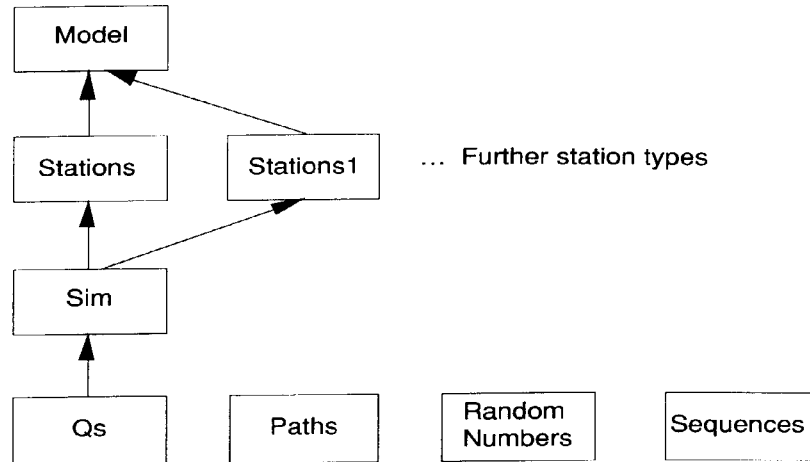 Model
Stations
Stations1
... Further station types
Sim
Qs
Paths
Random
Numbers
Sequences